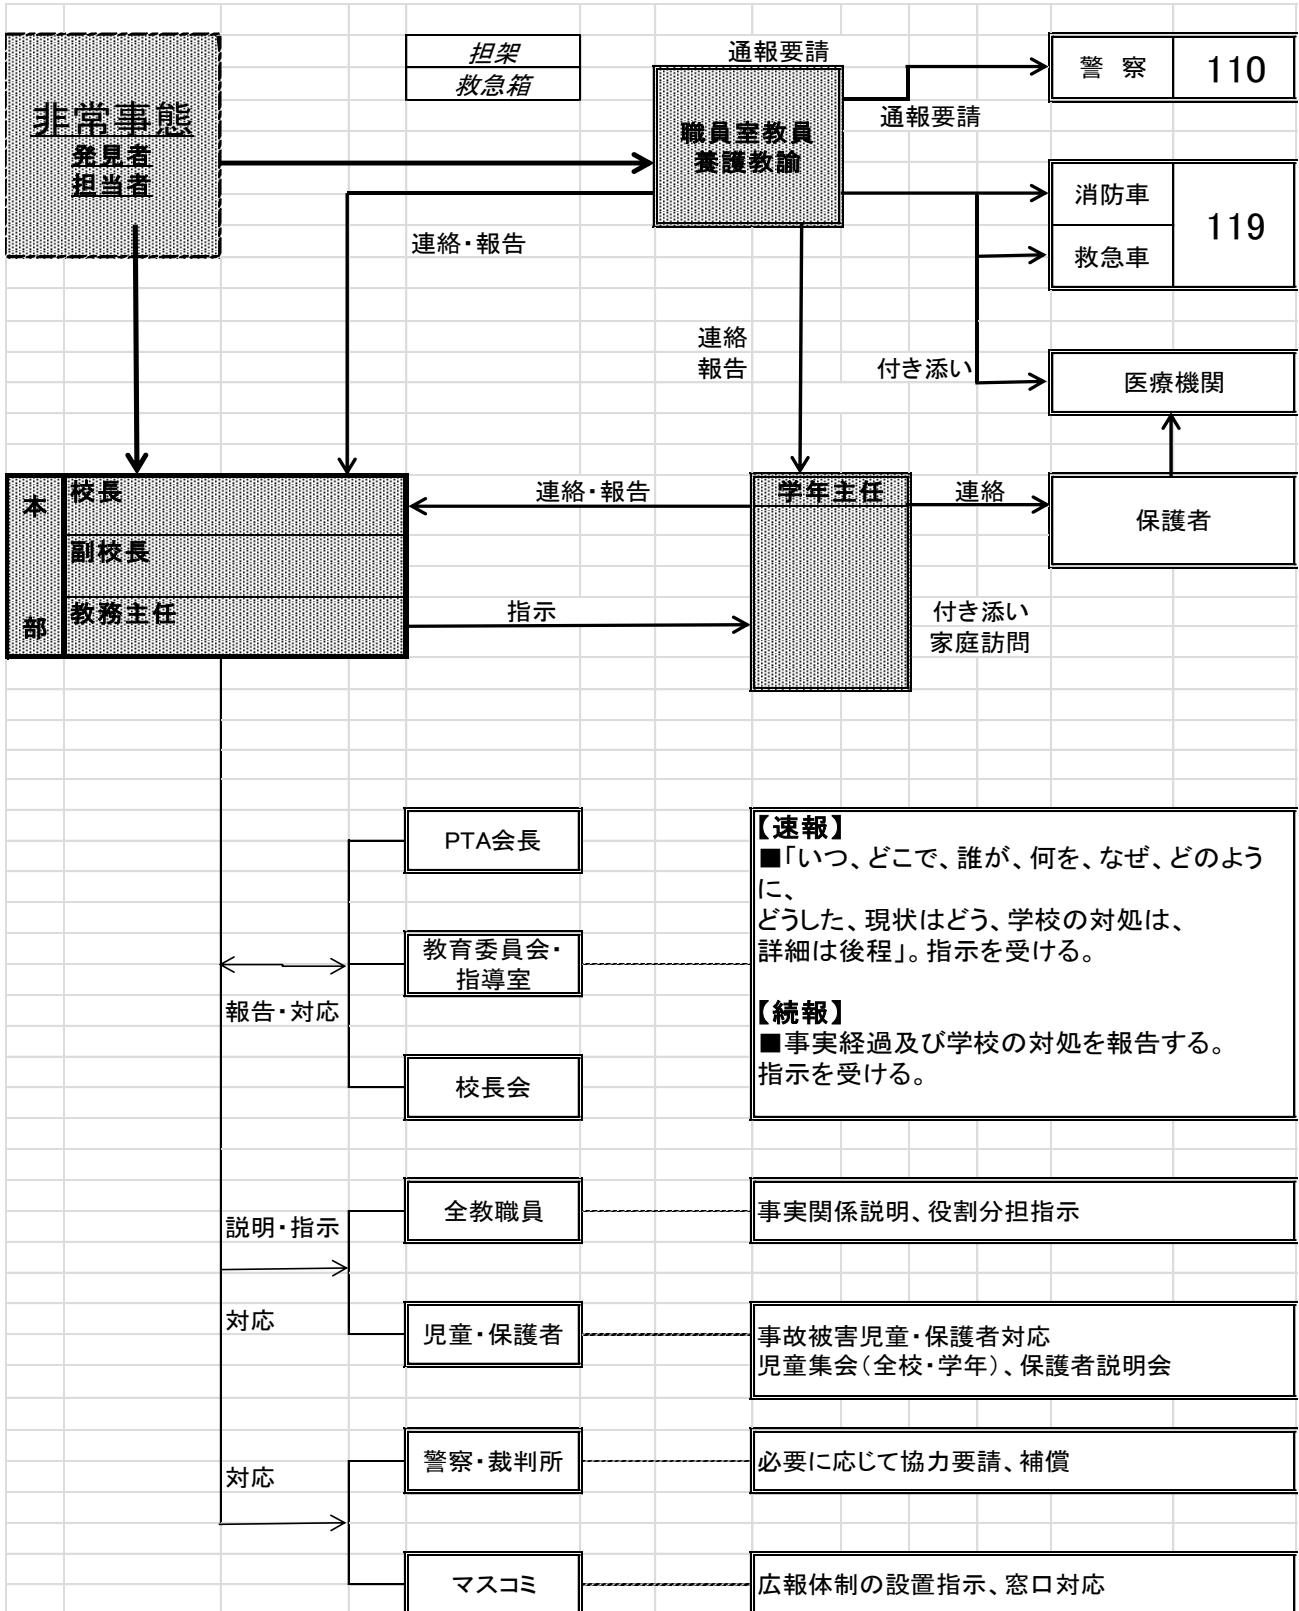 非常事態
発見者
担当者
担架
救急箱
通報要請
職員室教員
養護教諭
警 察 110
通報要請
消防車
救急車
119
連絡・報告
連絡
報告
付き添い
医療機関
本部
校長
副校長
教務主任
連絡・報告
指示
学年主任
連絡
保護者
付き添い
家庭訪問
PTA会長
教育委員会・
指導室
校長会
報告・対応
【速報】
■「いつ、どこで、誰が、何を、なぜ、どのよう
に、
どうした、現状はどう、学校の対処は、
詳細は後程」。指示を受ける。
【続報】
■事実経過及び学校の対処を報告する。
指示を受ける。
説明・指示
全教職員
事実関係説明、役割分担指示
対応
児童・保護者
事故被害児童・保護者対応
児童集会(全校・学年)、保護者説明会
対応
警察・裁判所
必要に応じて協力要請、補償
マスコミ
広報体制の設置指示、窓口対応